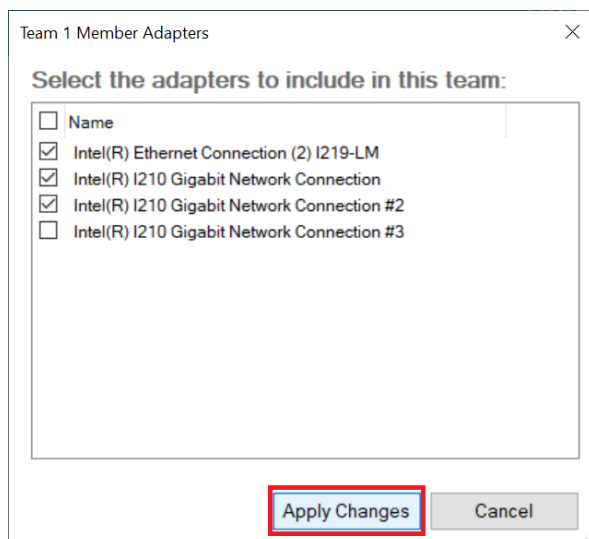 Team 1 Member Adapters
Select the adapters to include in this team:
Name
Intel(R) Ethernet Connection (2) I219-LM
Intel(R) I210 Gigabit Network Connection
Intel(R) I210 Gigabit Network Connection #2
Intel(R) I210 Gigabit Network Connection #3
Apply Changes Cancel